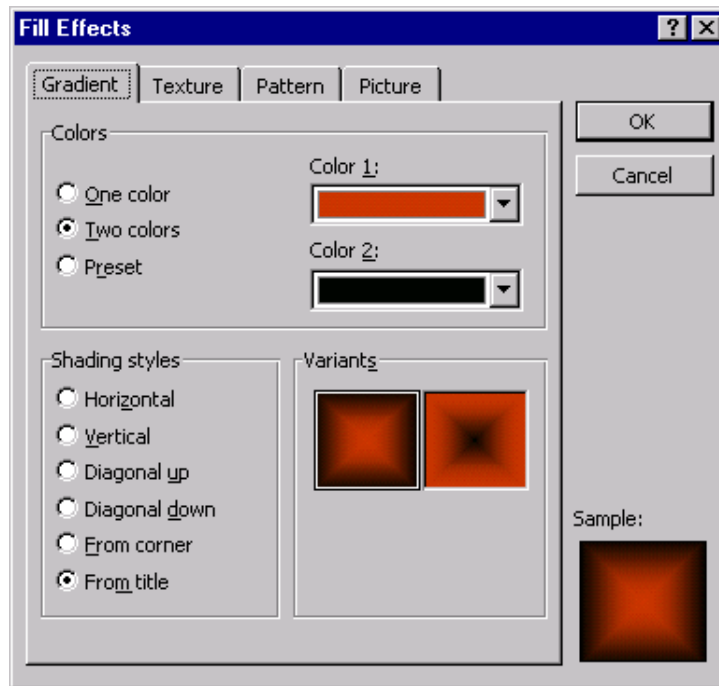 Fill Effects
Gradient Texture Pattern Picture
OK
Cancel
Colors
One color
Two colors
Preset
Color 1:
Color 2:
Shading styles
Horizontal
Vertical
Diagonal up
Diagonal down
From corner
From title
Variants
Sample: